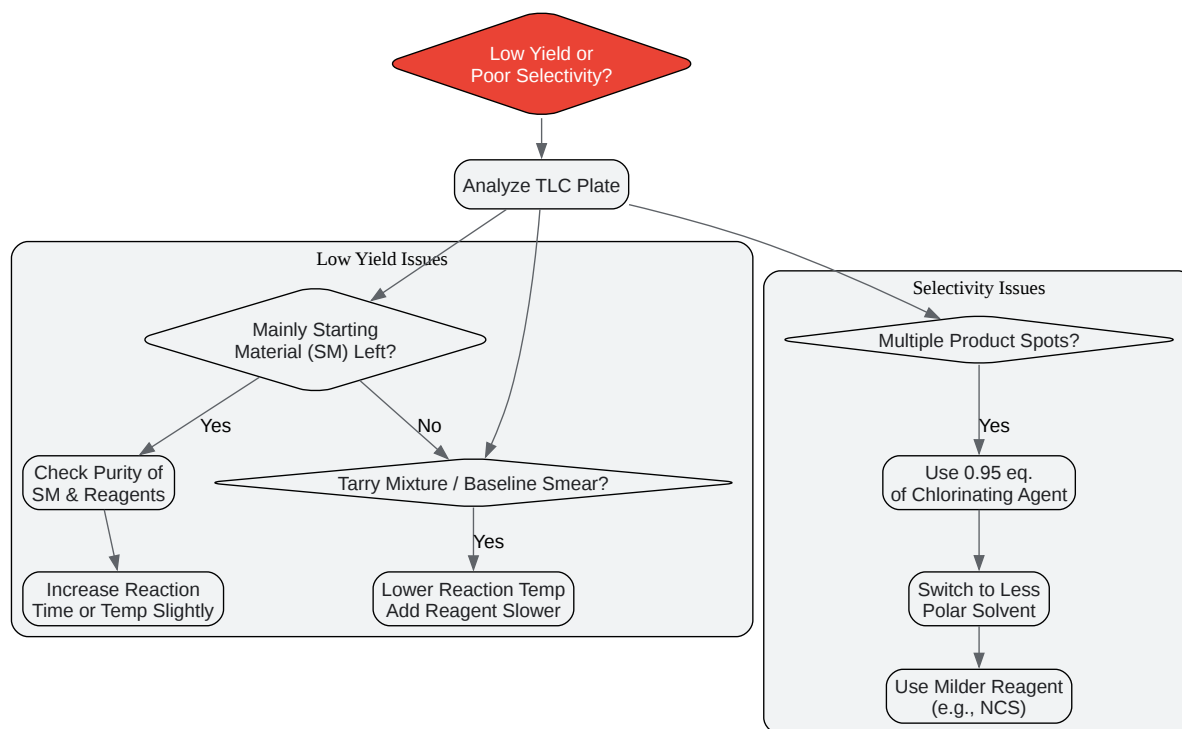 Low Yield or
Poor Selectivity?
Analyze TLC Plate
Low Yield Issues
Mainly Starting
Material (SM) Left?
Yes
No
Check Purity of
SM & Reagents
Tarry Mixture / Baseline Smear?
Yes
Increase Reaction
Time or Temp Slightly
Lower Reaction Temp
Add Reagent Slower
Selectivity Issues
Multiple Product Spots?
Yes
Use 0.95 eq.
of Chlorinating Agent
Switch to Less
Polar Solvent
Use Milder Reagent
(e.g., NCS)